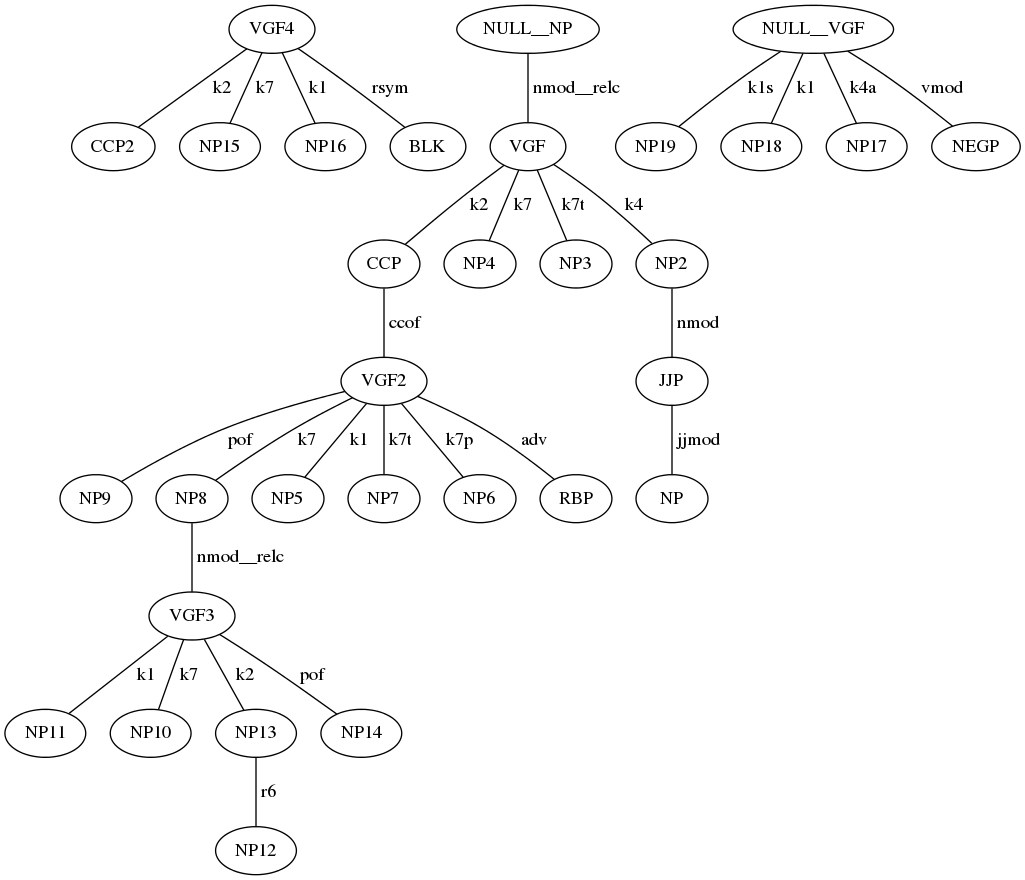 VGF4 NULL__NP NULL__VGF
k2 k7 k1 rsym nmod__relc k1s k1 k4a vmod
CCP2 NP15 NP16 BLK VGF NP19 NP18 NP17 NEGP
k2 k7 k7t k4
CCP NP4 NP3 NP2
ccof nmod
VGF2 JJP
pof k7 k1 k7t k7p adv jjmod
NP9 NP8 NP5 NP7 NP6 RBP NP
nmod__relc
VGF3
k1 k7 k2 pof
NP11 NP10 NP13 NP14
r6
NP12